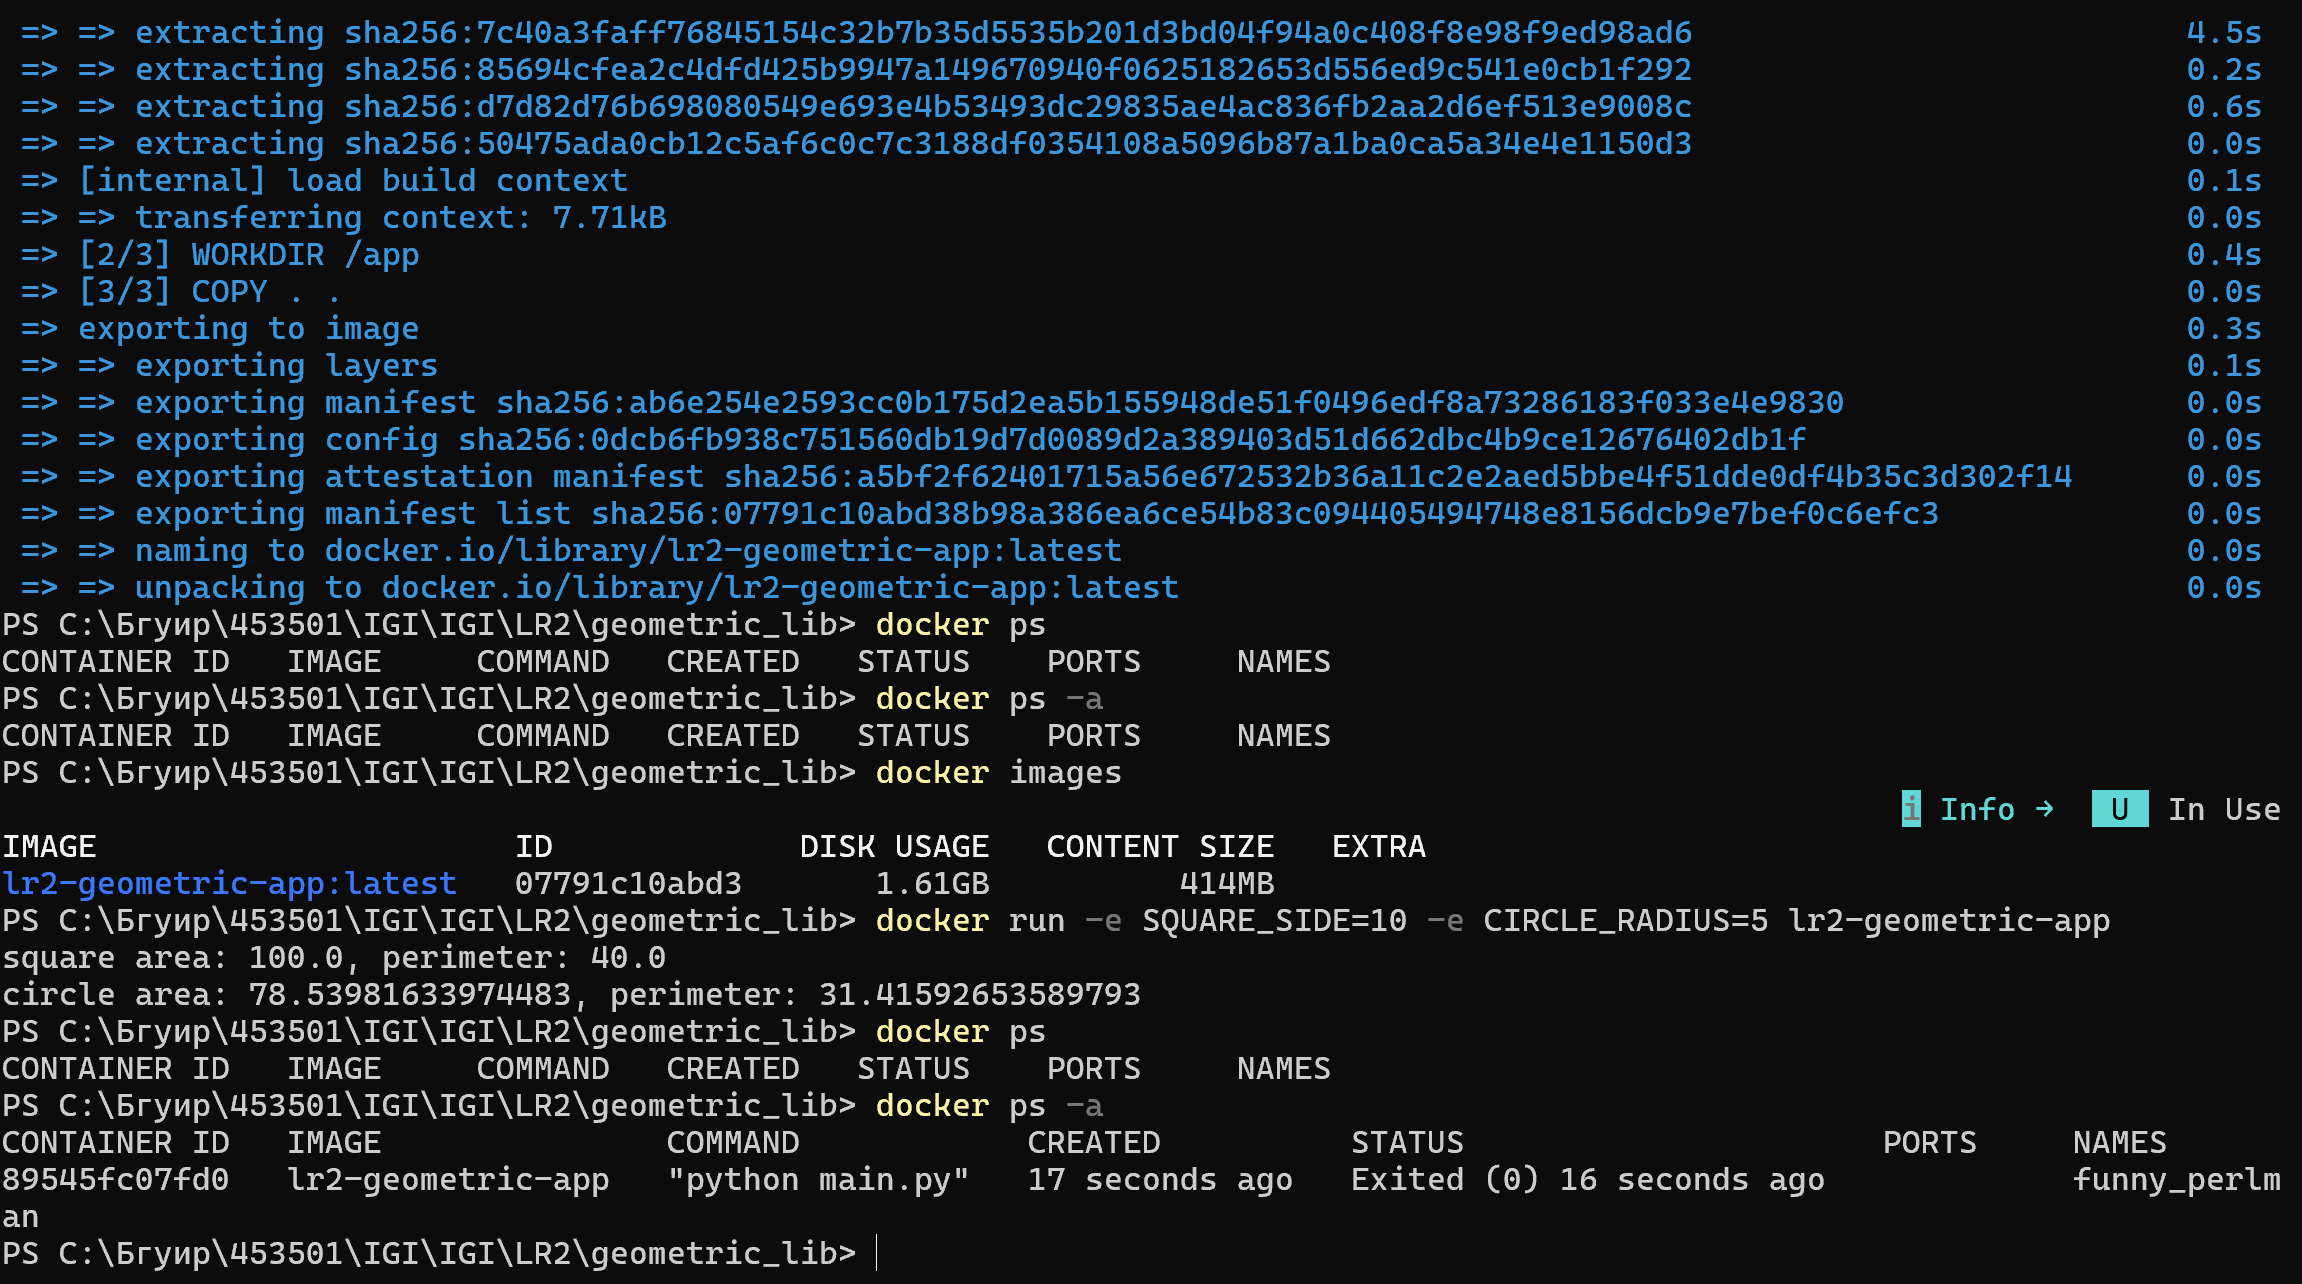 => => extracting sha256:7c40a3faff76845154c32b7b35d5535b201d3bd04f94a0c408f8e98f9ed98ad6 4.5s
=> => extracting sha256:85694cfea2c4dfd425b9947a149670940f0625182653d556ed9c541e0cb1f292 0.2s
=> => extracting sha256:d7d82d76b698080549e693e4b53493dc29835ae4ac836fb2aa2d6ef513e9008c 0.6s
=> => extracting sha256:50475ada0cb12c5af6c0c7c3188df0354108a5096b87a1ba0ca5a34e4e1150d3 0.0s
=> [internal] load build context 0.1s
=> => transferring context: 7.71kB 0.0s
=> [2/3] WORKDIR /app 0.4s
=> [3/3] COPY . . 0.0s
=> exporting to image 0.3s
=> => exporting layers 0.1s
=> => exporting manifest sha256:ab6e254e2593cc0b175d2ea5b155948de51f0496edf8a73286183f033e4e9830 0.0s
=> => exporting config sha256:0dcb6fb938c751560db19d7d0089d2a389403d51d662dbc4b9ce12676402db1f 0.0s
=> => exporting attestation manifest sha256:a5bf2f62401715a56e672532b36a11c2e2aed5bbe4f51dde0df4b35c3d302f14 0.0s
=> => exporting manifest list sha256:07791c10abd38b98a386ea6ce54b83c094405494748e8156dcb9e7bef0c6efc3 0.0s
=> => naming to docker.io/library/lr2-geometric-app:latest 0.0s
=> => unpacking to docker.io/library/lr2-geometric-app:latest 0.0s
PS C:\Бгуир\453501\IGI\IGI\LR2\geometric_lib> docker ps
CONTAINER ID   IMAGE     COMMAND   CREATED   STATUS    PORTS     NAMES
PS C:\Бгуир\453501\IGI\IGI\LR2\geometric_lib> docker ps -a
CONTAINER ID   IMAGE     COMMAND   CREATED   STATUS    PORTS     NAMES
PS C:\Бгуир\453501\IGI\IGI\LR2\geometric_lib> docker images
i Info → U In Use
IMAGE                      ID             DISK USAGE   CONTENT SIZE   EXTRA
lr2-geometric-app:latest   07791c10abd3       1.61GB          414MB
PS C:\Бгуир\453501\IGI\IGI\LR2\geometric_lib> docker run -e SQUARE_SIDE=10 -e CIRCLE_RADIUS=5 lr2-geometric-app
square area: 100.0, perimeter: 40.0
circle area: 78.53981633974483, perimeter: 31.41592653589793
PS C:\Бгуир\453501\IGI\IGI\LR2\geometric_lib> docker ps
CONTAINER ID   IMAGE     COMMAND   CREATED   STATUS    PORTS     NAMES
PS C:\Бгуир\453501\IGI\IGI\LR2\geometric_lib> docker ps -a
CONTAINER ID   IMAGE               COMMAND            CREATED          STATUS                      PORTS     NAMES
89545fc07fd0   lr2-geometric-app   "python main.py"   17 seconds ago   Exited (0) 16 seconds ago             funny_perlm
an
PS C:\Бгуир\453501\IGI\IGI\LR2\geometric_lib>